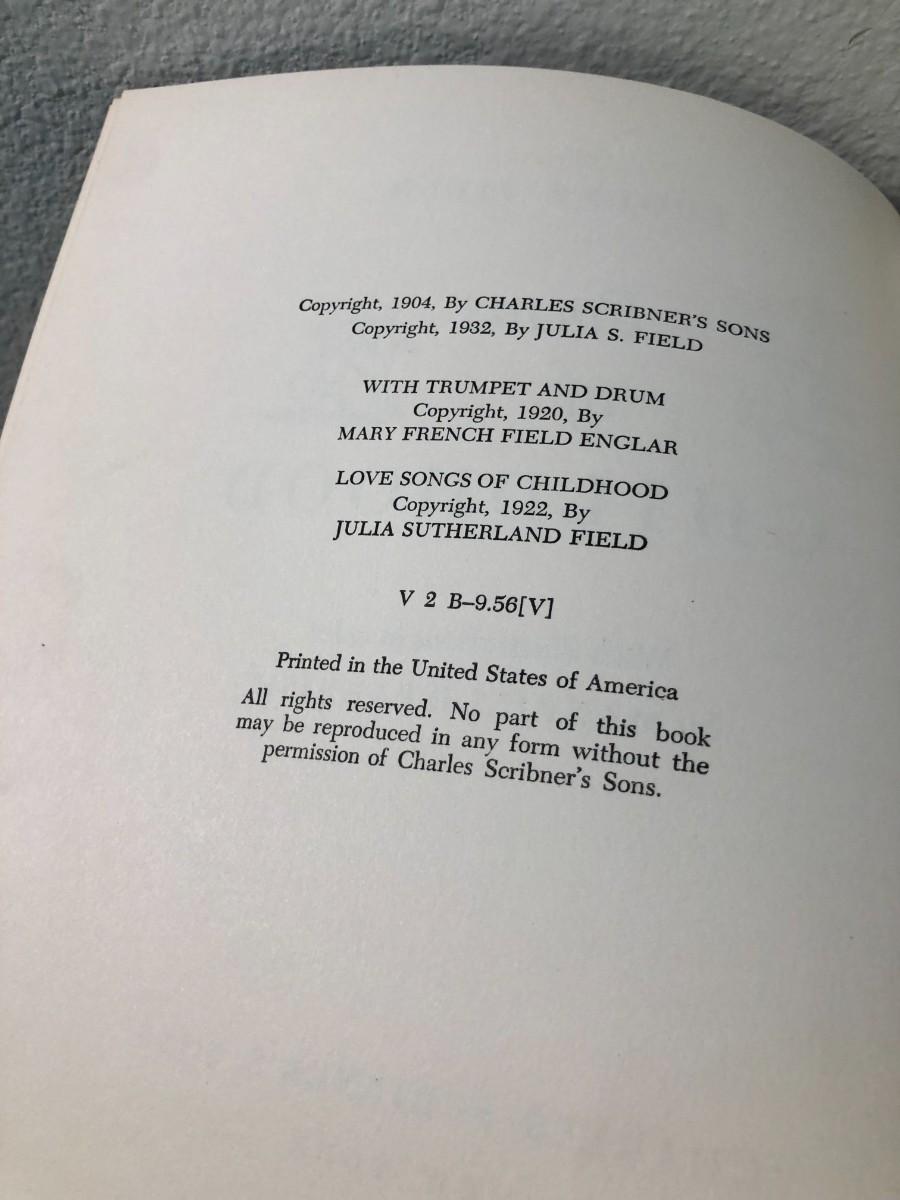 Copyright, 1904, By CHARLES SCRIBNER'S SONS
Copyright, 1932, By JULIA S. FIELD
WITH TRUMPET AND DRUM
Copyright, 1920, By
MARY FRENCH FIELD ENGLAR
LOVE SONGS OF CHILDHOOD
Copyright, 1922, By
JULIA SUTHERLAND FIELD
V 2 B–9.56[V]
Printed in the United States of America
All rights reserved. No part of this book
may be reproduced in any form without the
permission of Charles Scribner's Sons.